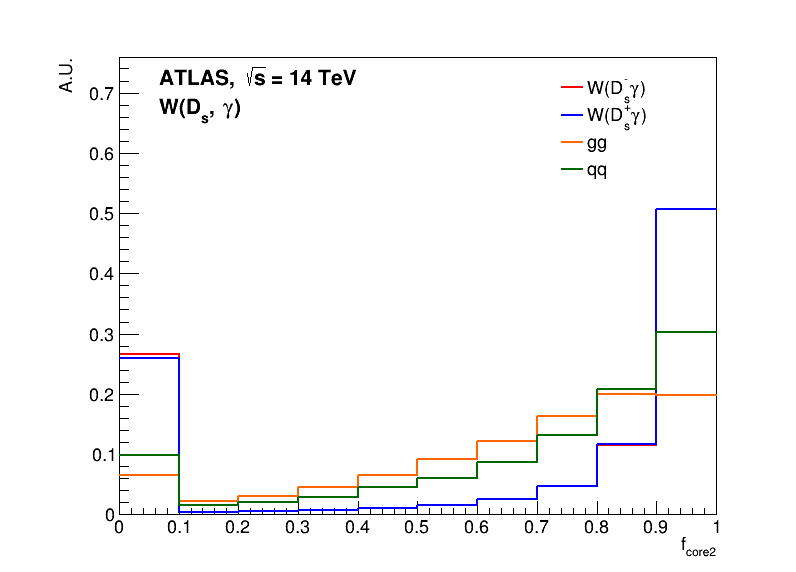 A.U.
ATLAS, √s = 14 TeV
W(Dₛ, γ)
W(Dₛ⁻γ)
W(Dₛ⁺γ)
gg
qq
0.7
0.6
0.5
0.4
0.3
0.2
0.1
0
0 0.1 0.2 0.3 0.4 0.5 0.6 0.7 0.8 0.9 1
f_core2